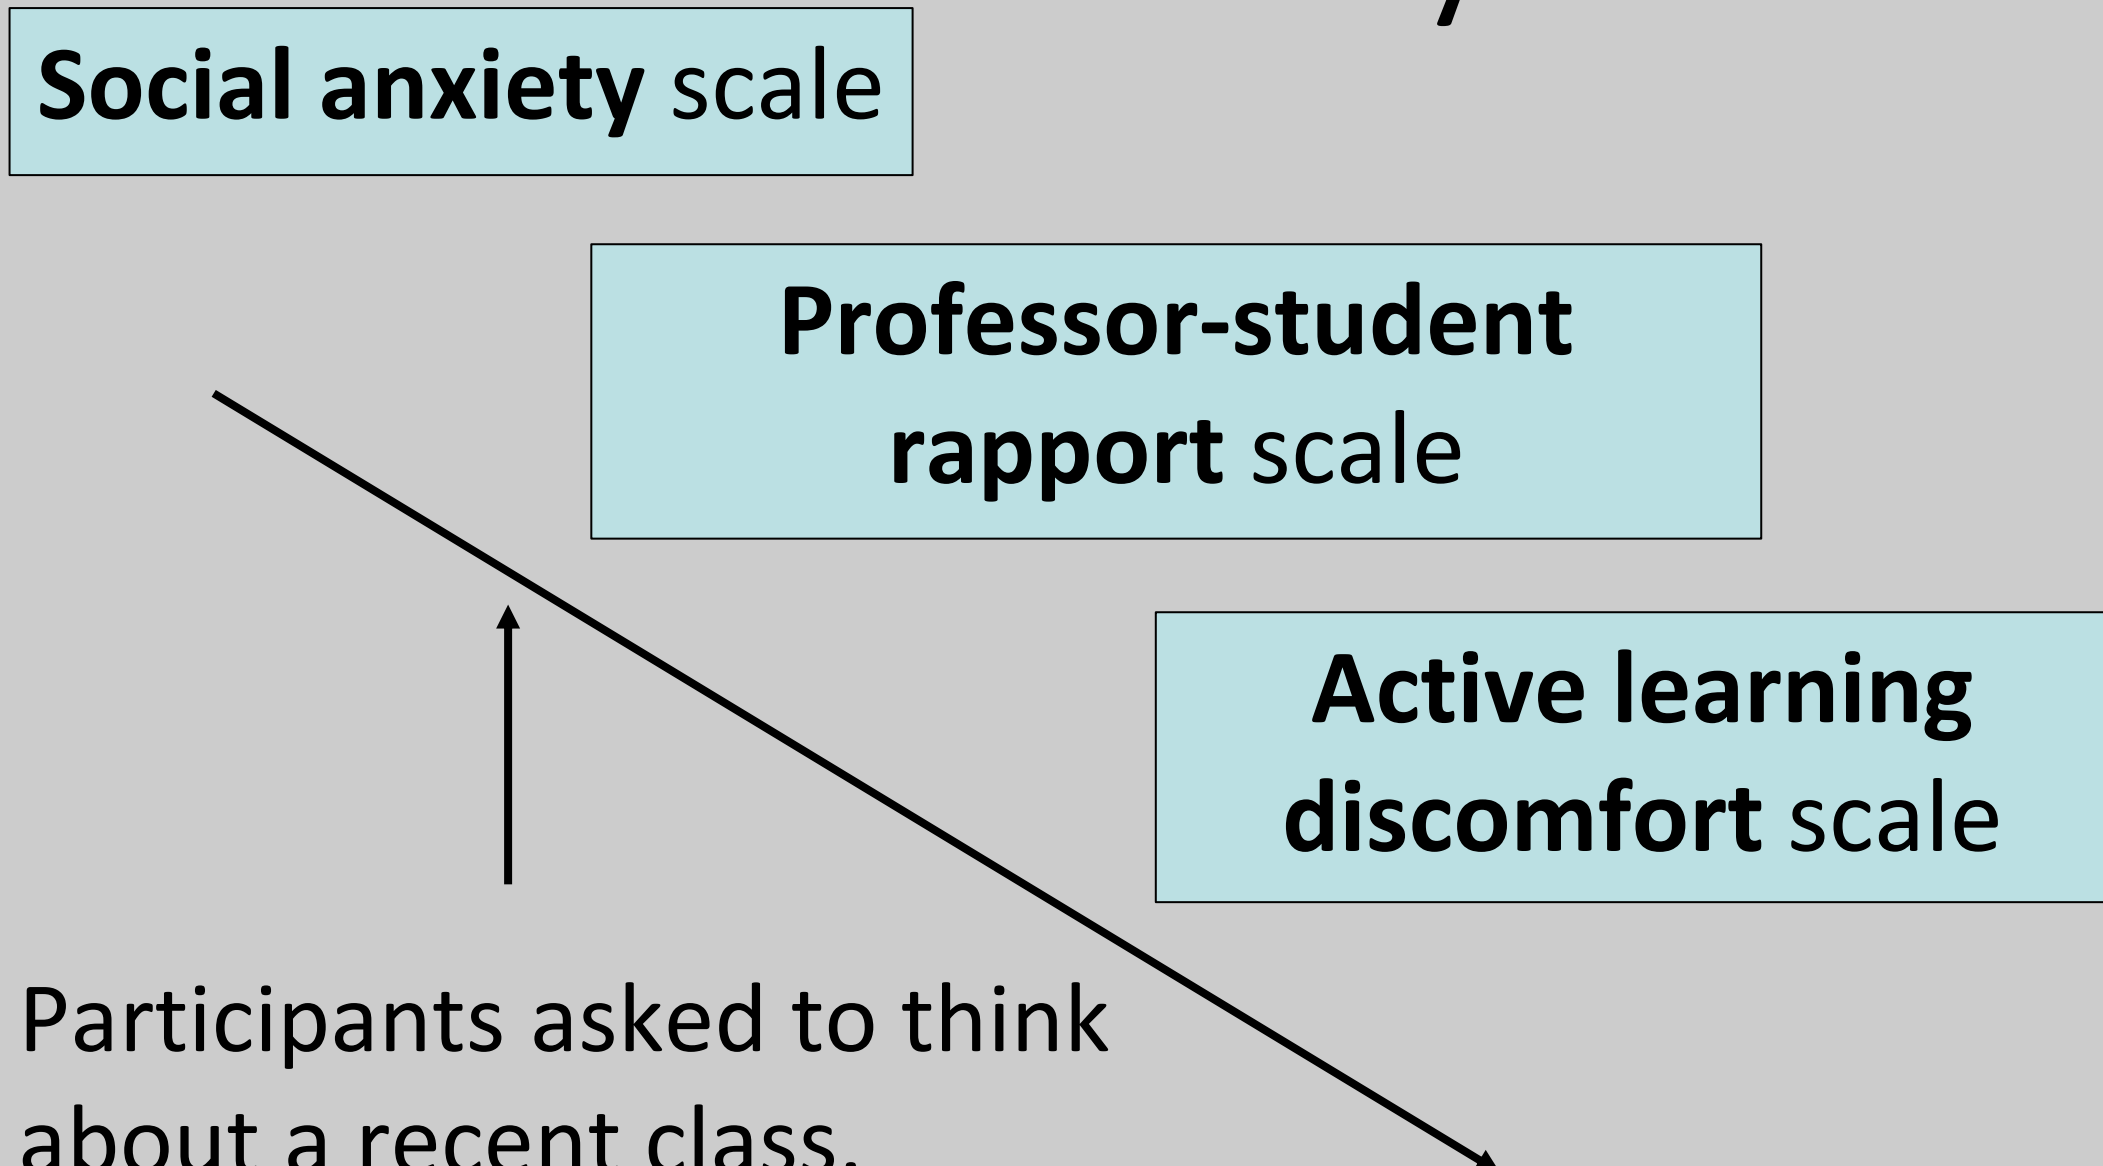 Social anxiety scale
Professor-student
rapport scale
Active learning
discomfort scale
Participants asked to think
about a recent class.